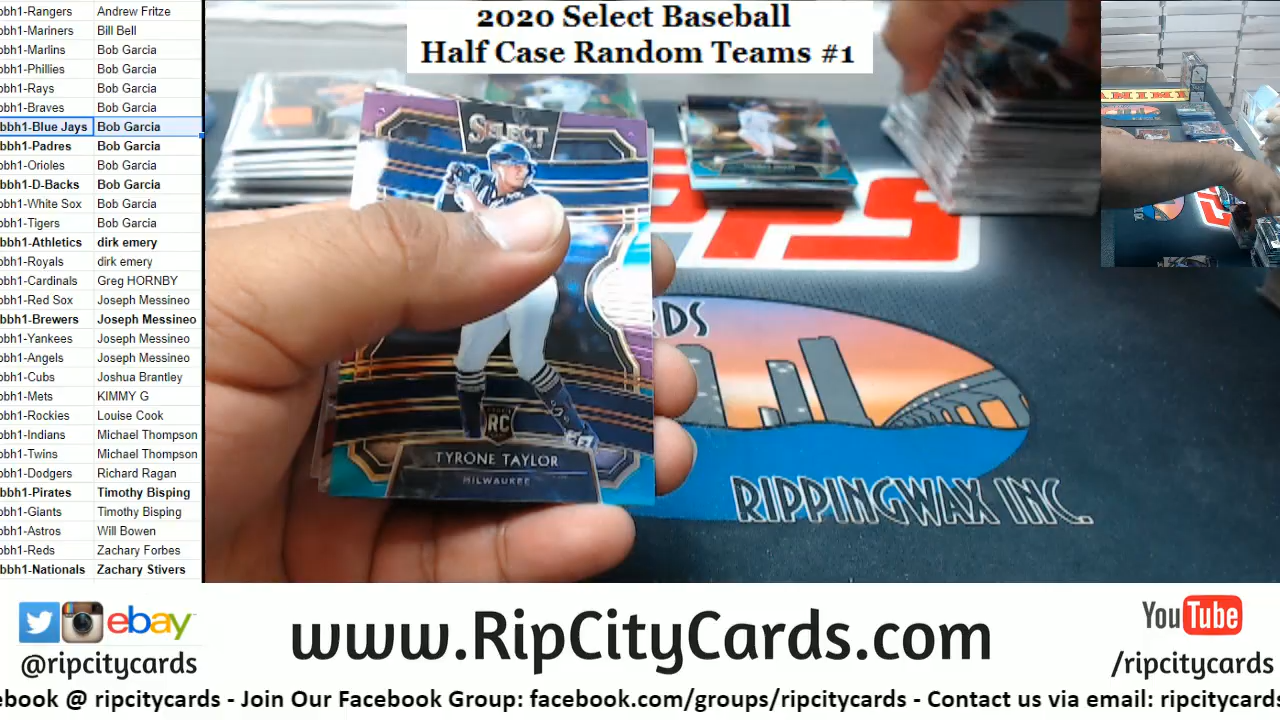 bbh1-Rangers Andrew Fritze
bbh1-Mariners Bill Bell
bbh1-Marlins Bob Garcia
bbh1-Phillies Bob Garcia
bbh1-Rays Bob Garcia
bbh1-Braves Bob Garcia
bbh1-Blue Jays Bob Garcia
bbh1-Padres Bob Garcia
bbh1-Orioles Bob Garcia
bbh1-D-Backs Bob Garcia
bbh1-White Sox Bob Garcia
bbh1-Tigers Bob Garcia
bbh1-Athletics dirk emery
bbh1-Royals dirk emery
bbh1-Cardinals Greg HORNBY
bbh1-Red Sox Joseph Messineo
bbh1-Brewers Joseph Messineo
bbh1-Yankees Joseph Messineo
bbh1-Angels Joseph Messineo
bbh1-Cubs Joshua Brantley
bbh1-Mets KIMMY G
bbh1-Rockies Louise Cook
bbh1-Indians Michael Thompson
bbh1-Twins Michael Thompson
bbh1-Dodgers Richard Ragan
bbh1-Pirates Timothy Bisping
bbh1-Giants Timothy Bisping
bbh1-Astros Will Bowen
bbh1-Reds Zachary Forbes
bbh1-Nationals Zachary Stivers
2020 Select Baseball
Half Case Random Teams #1
SELECT
RC
TYRONE TAYLOR
MILWAUKEE
PPS
RDS
RIPPINGWAX INC.
ebay
@ripcitycards
www.RipCityCards.com
YouTube
/ripcitycards
ebook @ ripcitycards - Join Our Facebook Group: facebook.com/groups/ripcitycards - Contact us via email: ripcitycards